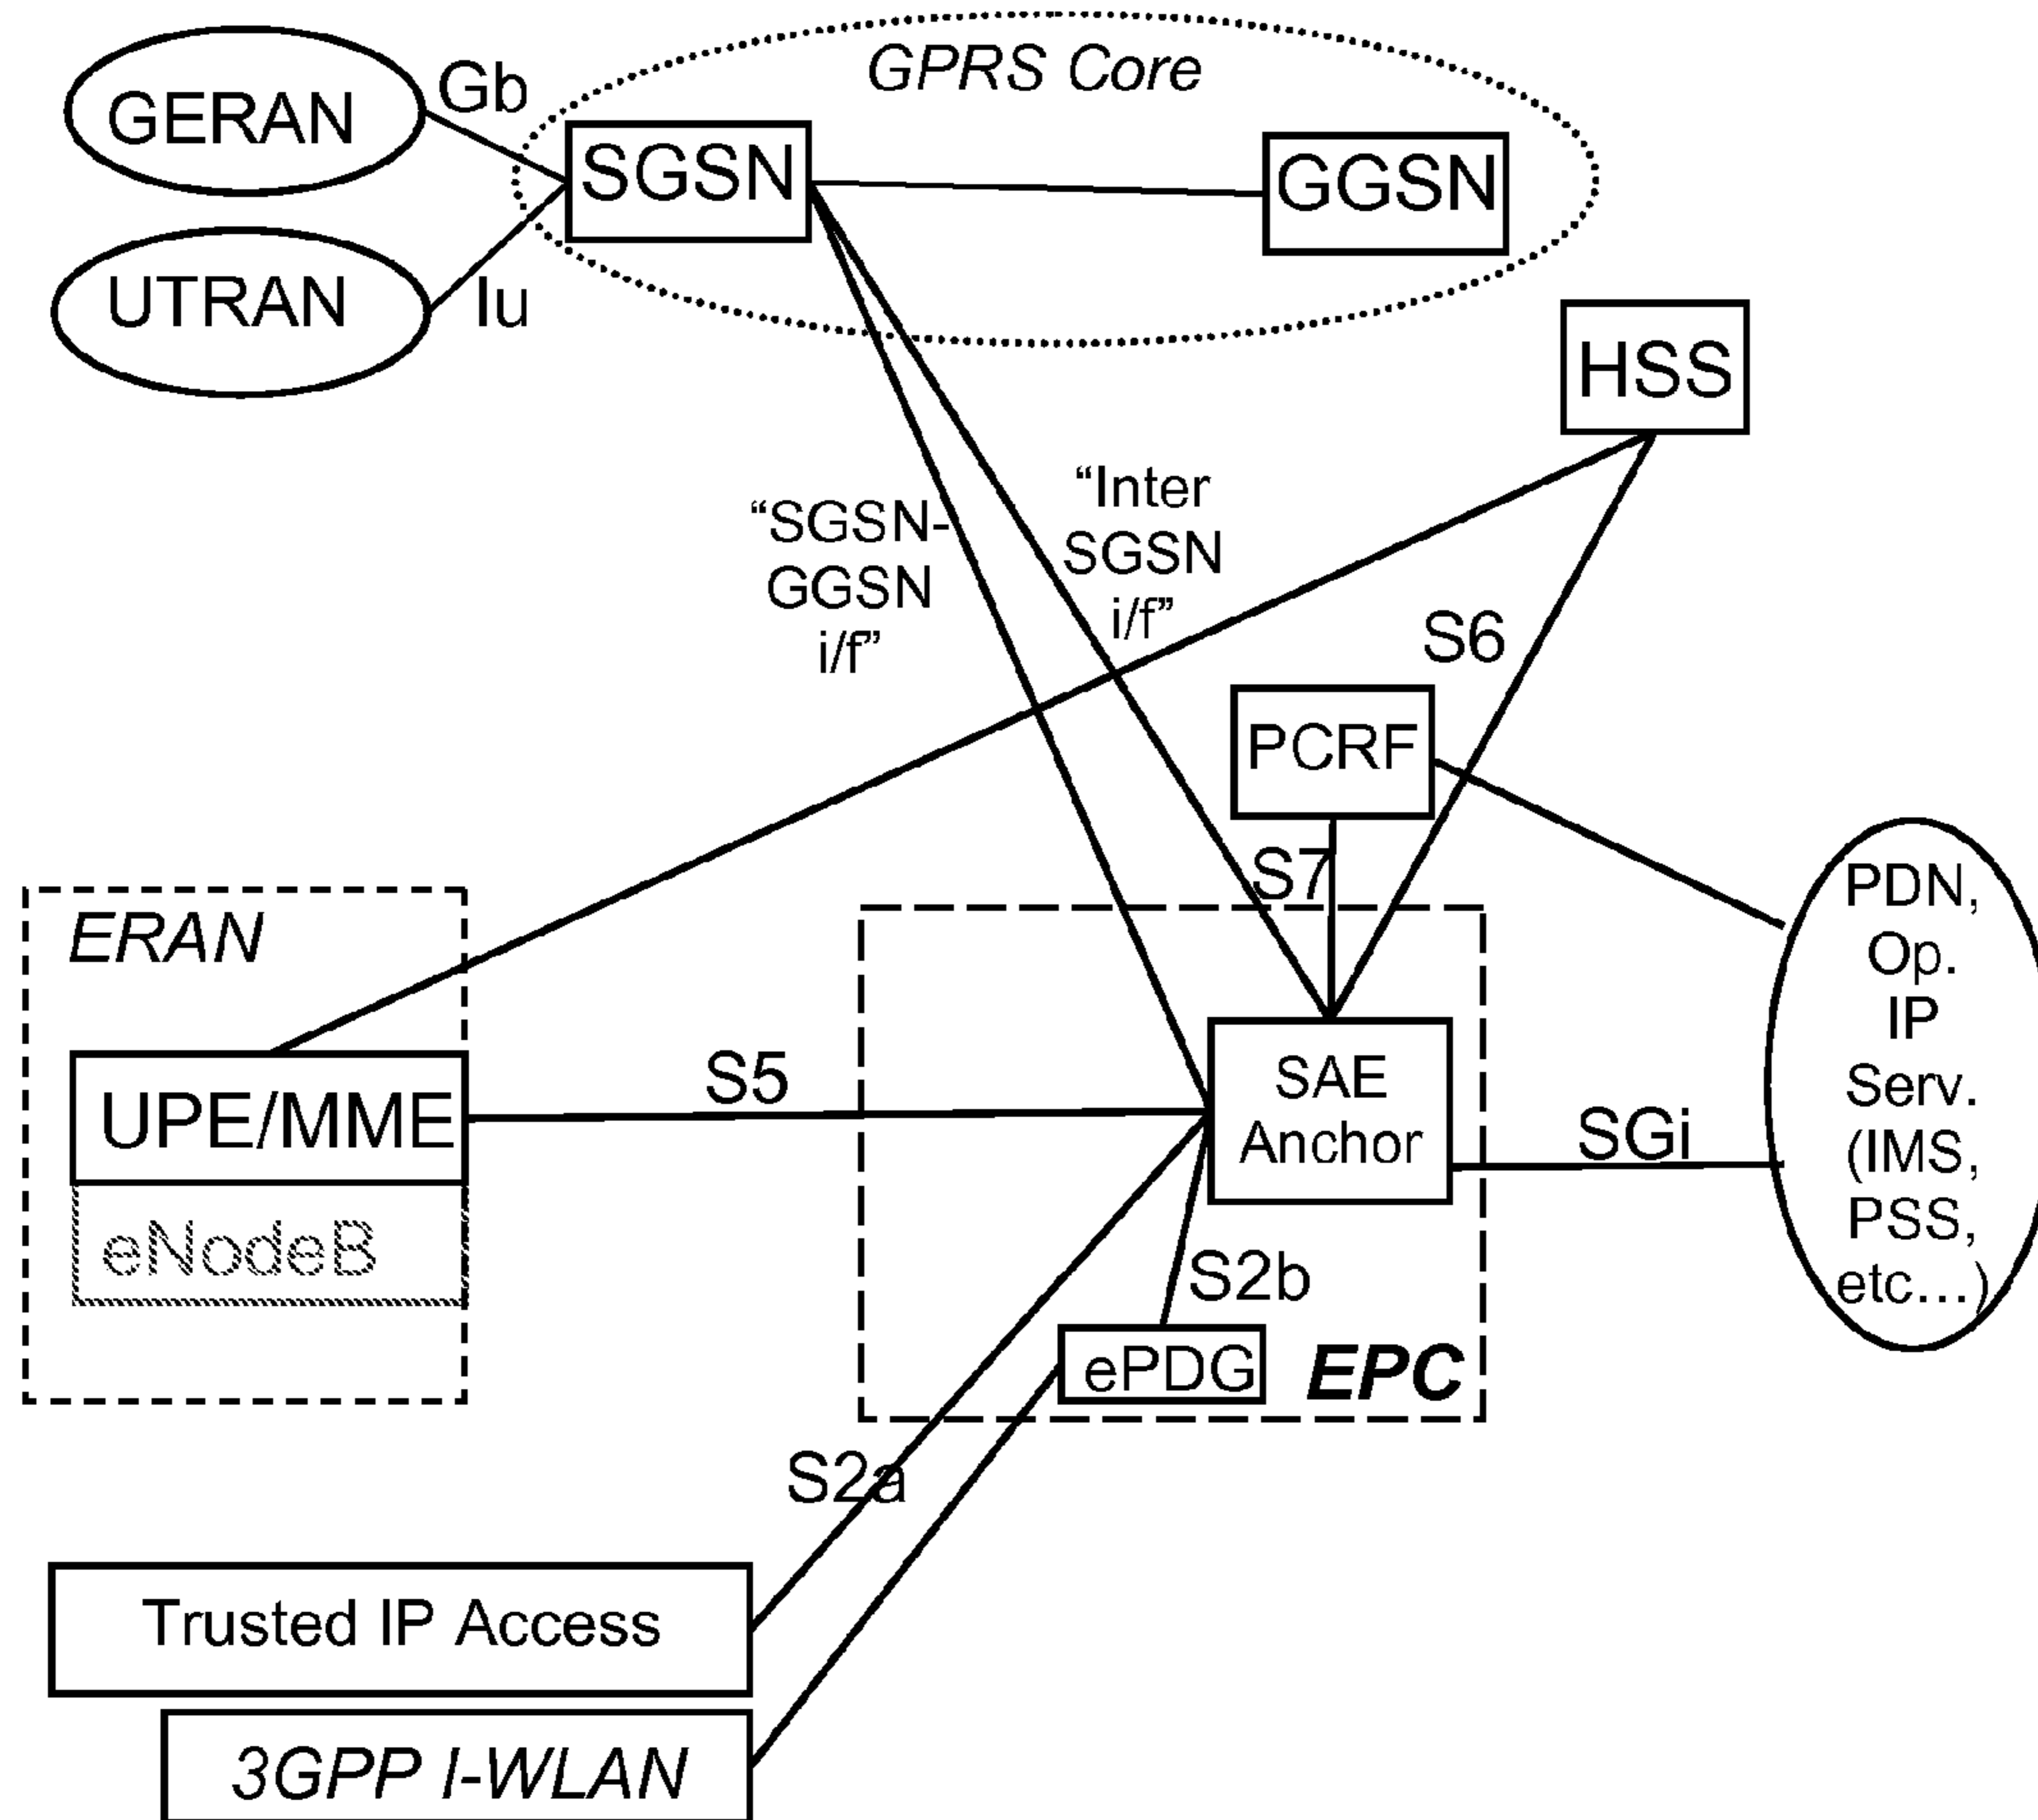 GPRS Core
GERAN
Gb
SGSN
GGSN
UTRAN
Iu
HSS
“SGSN-
GGSN
i/f”
“Inter
SGSN
i/f”
S6
PCRF
S7
PDN,
Op.
IP
Serv.
(IMS,
PSS,
etc...)
ERAN
UPE/MME
eNodeB
S5
SAE
Anchor
SGi
S2b
ePDG
EPC
S2a
Trusted IP Access
3GPP I-WLAN